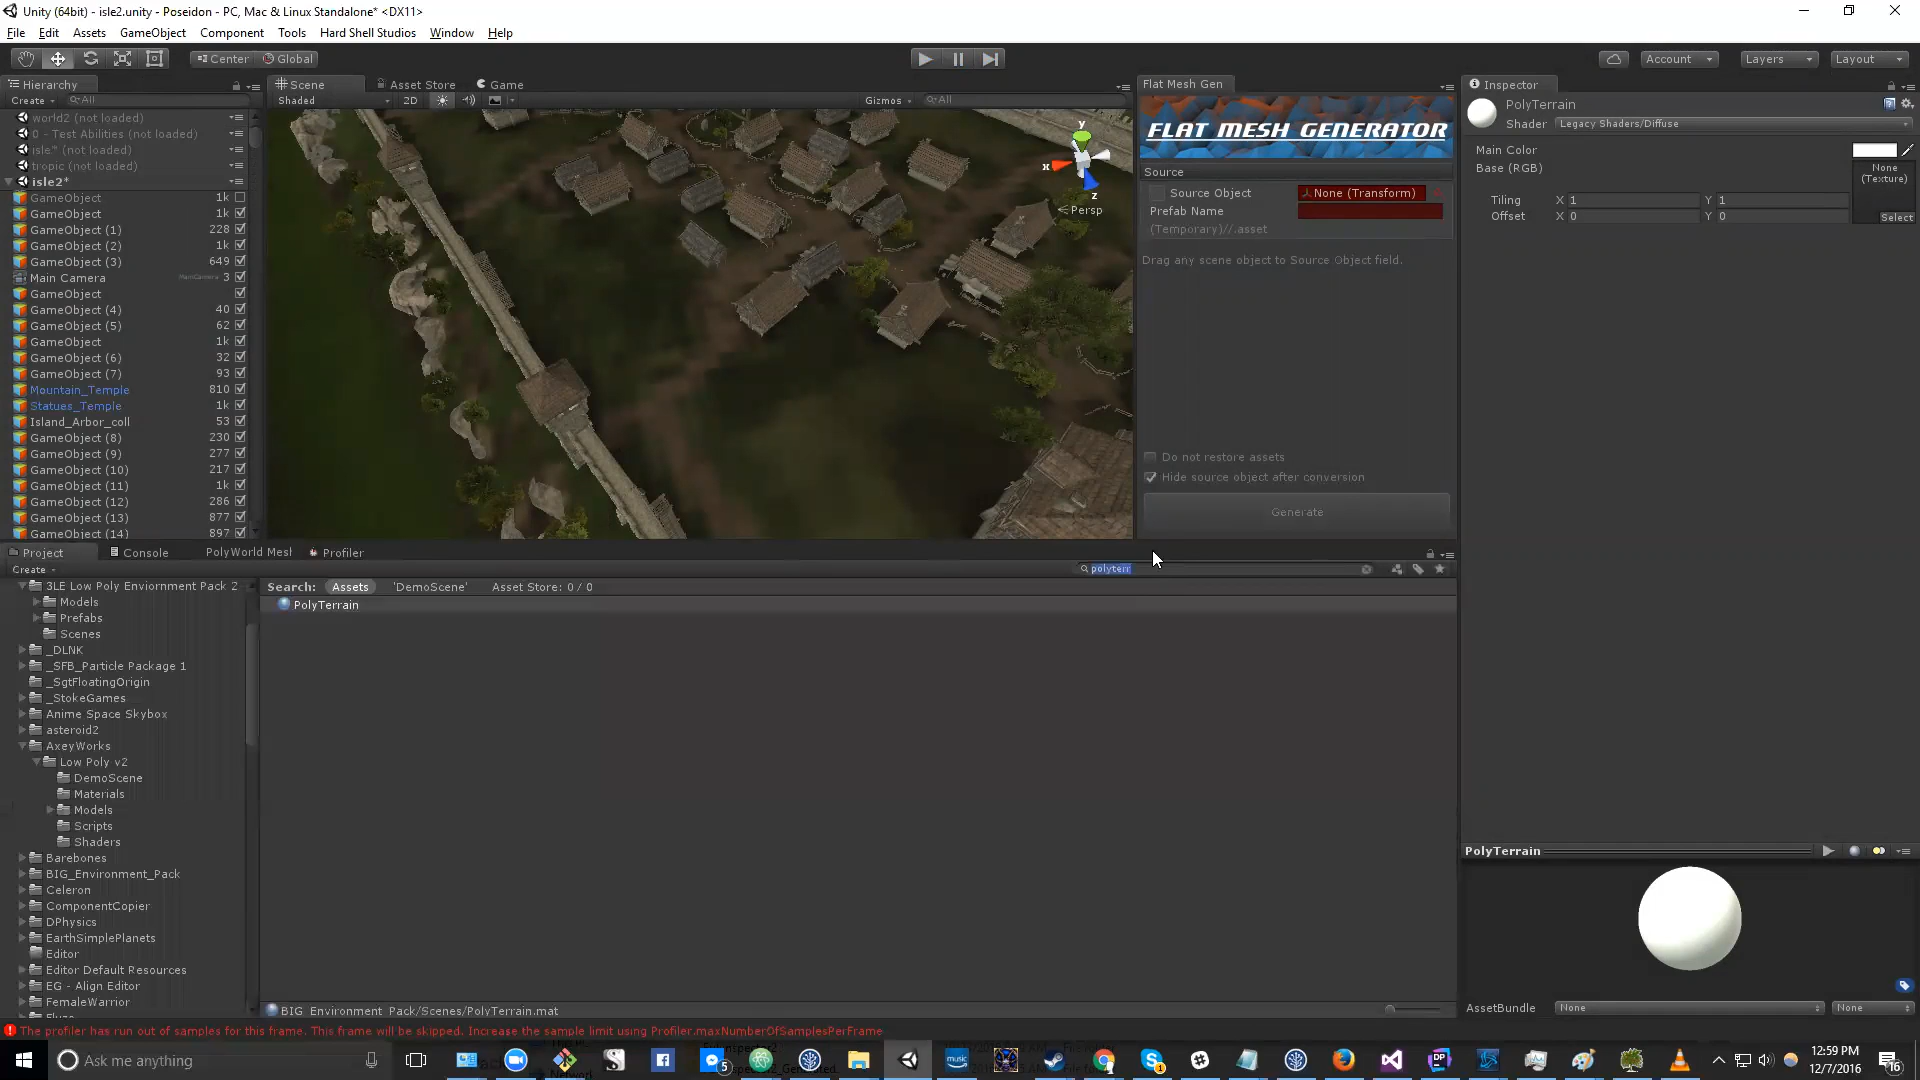 Unity (64bit) - isle2.unity - Poseidon - PC, Mac & Linux Standalone* <DX11>
File Edit Assets GameObject Component Tools Hard Shell Studios Window Help
Center Global Account Layers Layout
Hierarchy
Create All
world2 (not loaded)
0 - Test Abilities (not loaded)
isle.* (not loaded)
tropic (not loaded)
isle2*
GameObject 1k
GameObject 1k
GameObject (1) 228
GameObject (2) 1k
GameObject (3) 649
Main Camera MainCamera 3
GameObject
GameObject (4) 40
GameObject (5) 62
GameObject 1k
GameObject (6) 32
GameObject (7) 93
Mountain_Temple 810
Statues_Temple 1k
Island_Arbor_coll 53
GameObject (8) 230
GameObject (9) 277
GameObject (10) 217
GameObject (11) 1k
GameObject (12) 286
GameObject (13) 877
GameObject (14) 897
Scene Asset Store Game
Shaded 2D Gizmos All
y
x
z
Persp
Flat Mesh Gen
FLAT MESH GENERATOR
Source
Source Object None (Transform)
Prefab Name
(Temporary)//.asset
Drag any scene object to Source Object field.
Do not restore assets
Hide source object after conversion
Generate
Inspector
PolyTerrain
Shader Legacy Shaders/Diffuse
Main Color
Base (RGB)
None
(Texture)
Tiling X 1 Y 1
Offset X 0 Y 0
Select
Project Console PolyWorld Mesh Profiler
Create polyterr
3LE Low Poly Enviornment Pack 2
Models
Prefabs
Scenes
_DLNK
_SFB_Particle Package 1
_SgtFloatingOrigin
_StokeGames
Anime Space Skybox
asteroid2
AxeyWorks
Low Poly v2
DemoScene
Materials
Models
Scripts
Shaders
Barebones
BIG_Environment_Pack
Celeron
ComponentCopier
DPhysics
EarthSimplePlanets
Editor
Editor Default Resources
EG - Align Editor
FemaleWarrior
Search: Assets 'DemoScene' Asset Store: 0 / 0
PolyTerrain
BIG_Environment_Pack/Scenes/PolyTerrain.mat
PolyTerrain
AssetBundle None None
The profiler has run out of samples for this frame. This frame will be skipped. Increase the sample limit using Profiler.maxNumberOfSamplesPerFrame
Ask me anything
5
music
1
DP
12:59 PM
12/7/2016
16